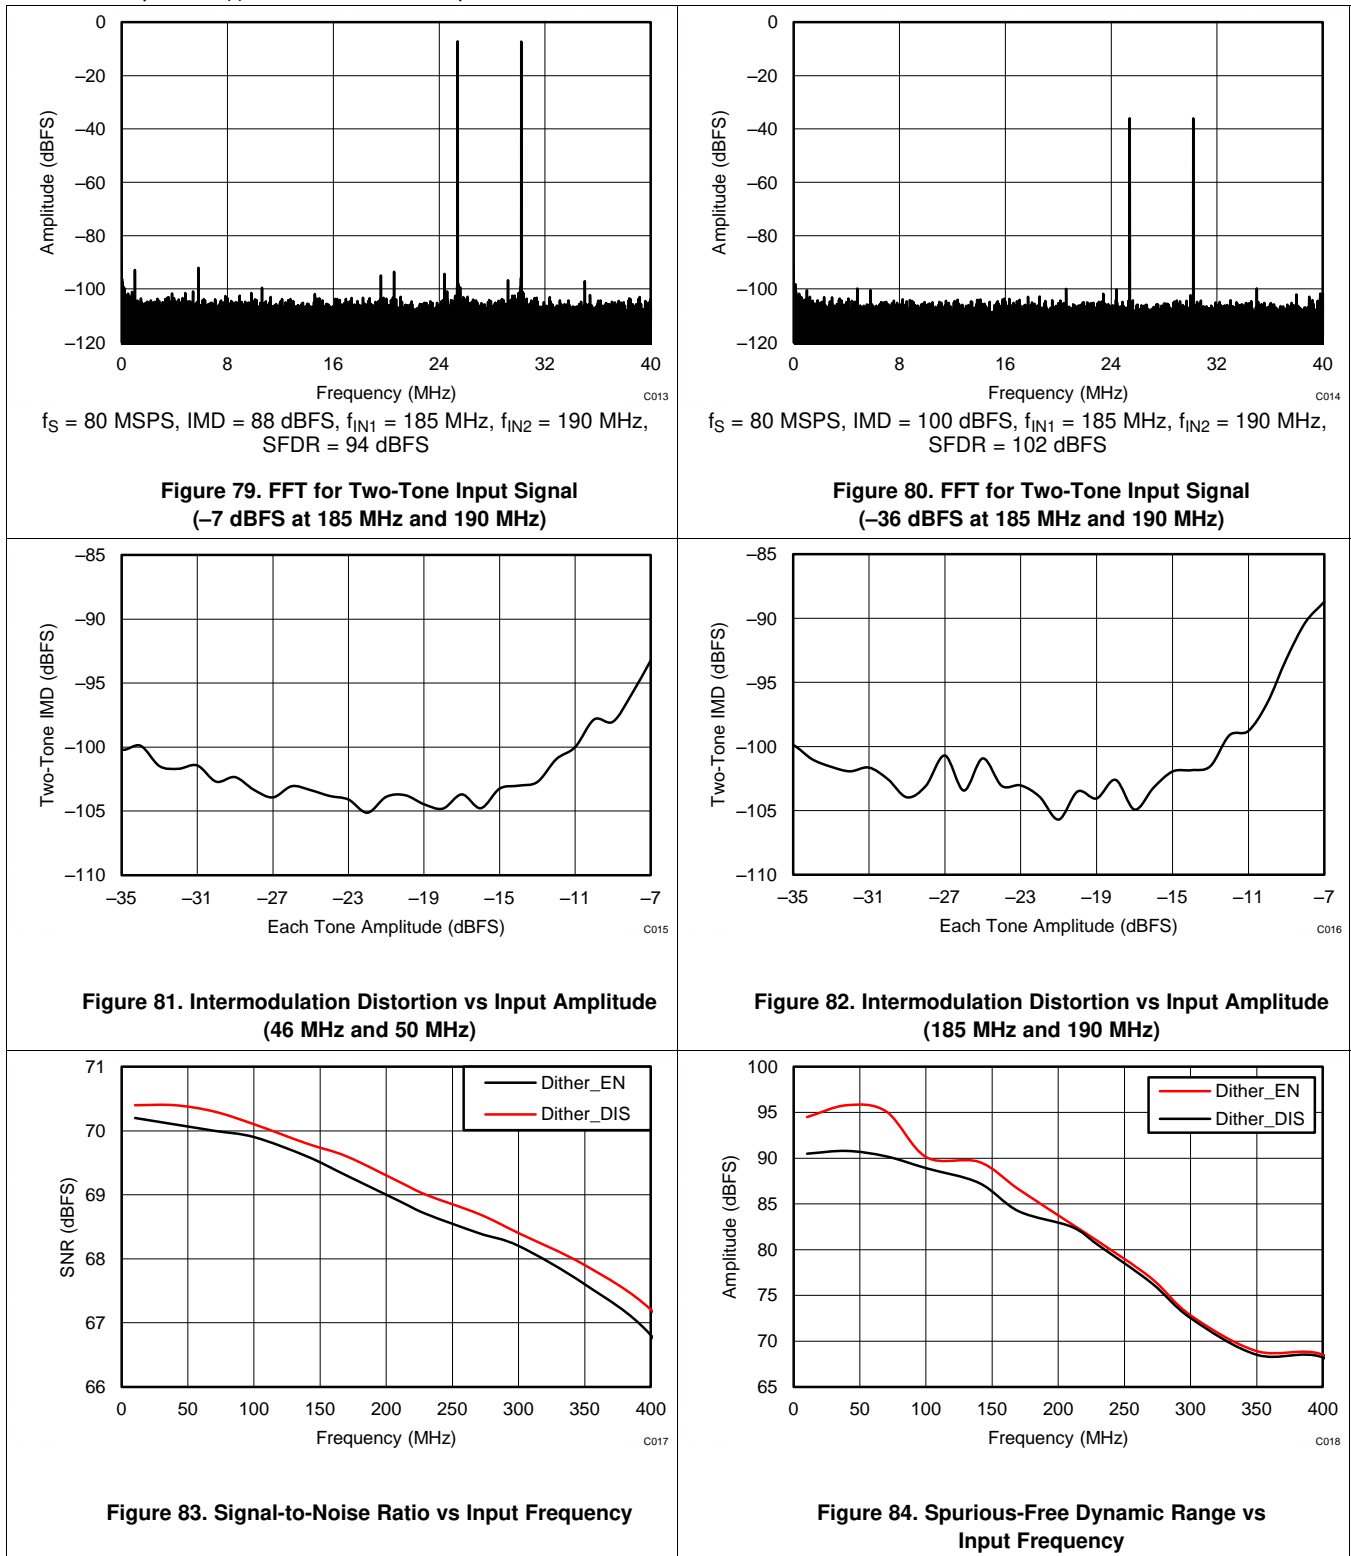 0
–20
–40
–60
–80
–100
–120
Amplitude (dBFS)
0 8 16 24 32 40
Frequency (MHz)
C013
fS = 80 MSPS, IMD = 88 dBFS, fIN1 = 185 MHz, fIN2 = 190 MHz,
SFDR = 94 dBFS
Figure 79. FFT for Two-Tone Input Signal
(–7 dBFS at 185 MHz and 190 MHz)
0
–20
–40
–60
–80
–100
–120
Amplitude (dBFS)
0 8 16 24 32 40
Frequency (MHz)
C014
fS = 80 MSPS, IMD = 100 dBFS, fIN1 = 185 MHz, fIN2 = 190 MHz,
SFDR = 102 dBFS
Figure 80. FFT for Two-Tone Input Signal
(–36 dBFS at 185 MHz and 190 MHz)
–85
–90
–95
–100
–105
–110
Two-Tone IMD (dBFS)
–35 –31 –27 –23 –19 –15 –11 –7
Each Tone Amplitude (dBFS)
C015
Figure 81. Intermodulation Distortion vs Input Amplitude
(46 MHz and 50 MHz)
–85
–90
–95
–100
–105
–110
Two-Tone IMD (dBFS)
–35 –31 –27 –23 –19 –15 –11 –7
Each Tone Amplitude (dBFS)
C016
Figure 82. Intermodulation Distortion vs Input Amplitude
(185 MHz and 190 MHz)
71
70
69
68
67
66
SNR (dBFS)
Dither_EN
Dither_DIS
0 50 100 150 200 250 300 350 400
Frequency (MHz)
C017
Figure 83. Signal-to-Noise Ratio vs Input Frequency
100
95
90
85
80
75
70
65
Amplitude (dBFS)
Dither_EN
Dither_DIS
0 50 100 150 200 250 300 350 400
Frequency (MHz)
C018
Figure 84. Spurious-Free Dynamic Range vs
Input Frequency